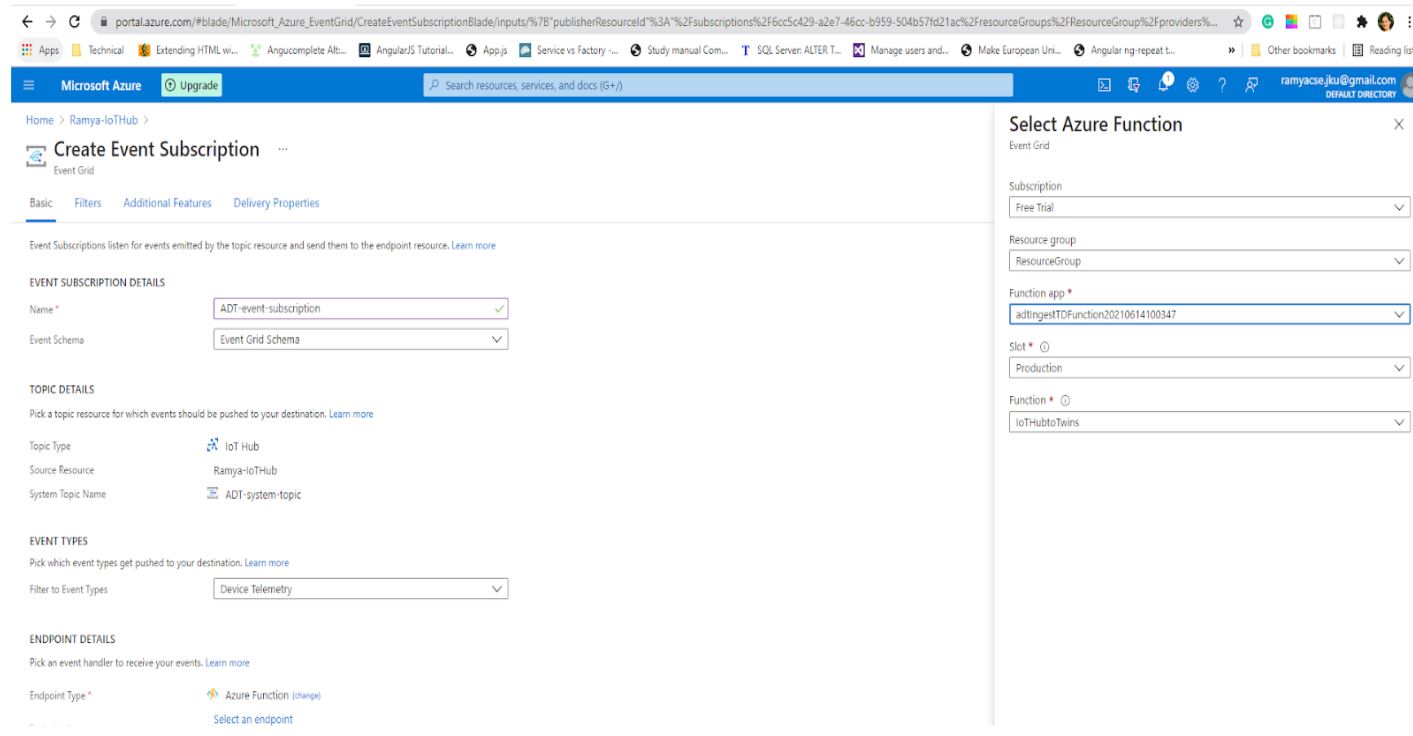 portal.azure.com/#blade/Microsoft_Azure_EventGrid/CreateEventSubscriptionBlade/inputs/%7B"publisherResourceId"%3A"%2Fsubscriptions%2F6cc5c429-a2e7-46cc-b959-504b57fd21ac%2FresourceGroups%2FResourceGroup%2Fproviders%...
Apps Technical Extending HTML wi... Angucomplete Alt:... AngularJS Tutorial... App.js Service vs Factory -... Study manual Com... SQL Server: ALTER T... Manage users and... Make European Uni... Angular ng-repeat t... » Other bookmarks Reading list
Microsoft Azure Upgrade Search resources, services, and docs (G+/) 1 ramyacse.jku@gmail.com
DEFAULT DIRECTORY
Home > Ramya-IoTHub >
Create Event Subscription ...
Event Grid
Basic Filters Additional Features Delivery Properties
Event Subscriptions listen for events emitted by the topic resource and send them to the endpoint resource. Learn more
EVENT SUBSCRIPTION DETAILS
Name * ADT-event-subscription
Event Schema Event Grid Schema
TOPIC DETAILS
Pick a topic resource for which events should be pushed to your destination. Learn more
Topic Type IoT Hub
Source Resource Ramya-IoTHub
System Topic Name ADT-system-topic
EVENT TYPES
Pick which event types get pushed to your destination. Learn more
Filter to Event Types Device Telemetry
ENDPOINT DETAILS
Pick an event handler to receive your events. Learn more
Endpoint Type * Azure Function (change)
Select an endpoint
Select Azure Function
Event Grid
Subscription
Free Trial
Resource group
ResourceGroup
Function app *
adtIngestTDFunction20210614100347
Slot *
Production
Function *
IoTHubtoTwins